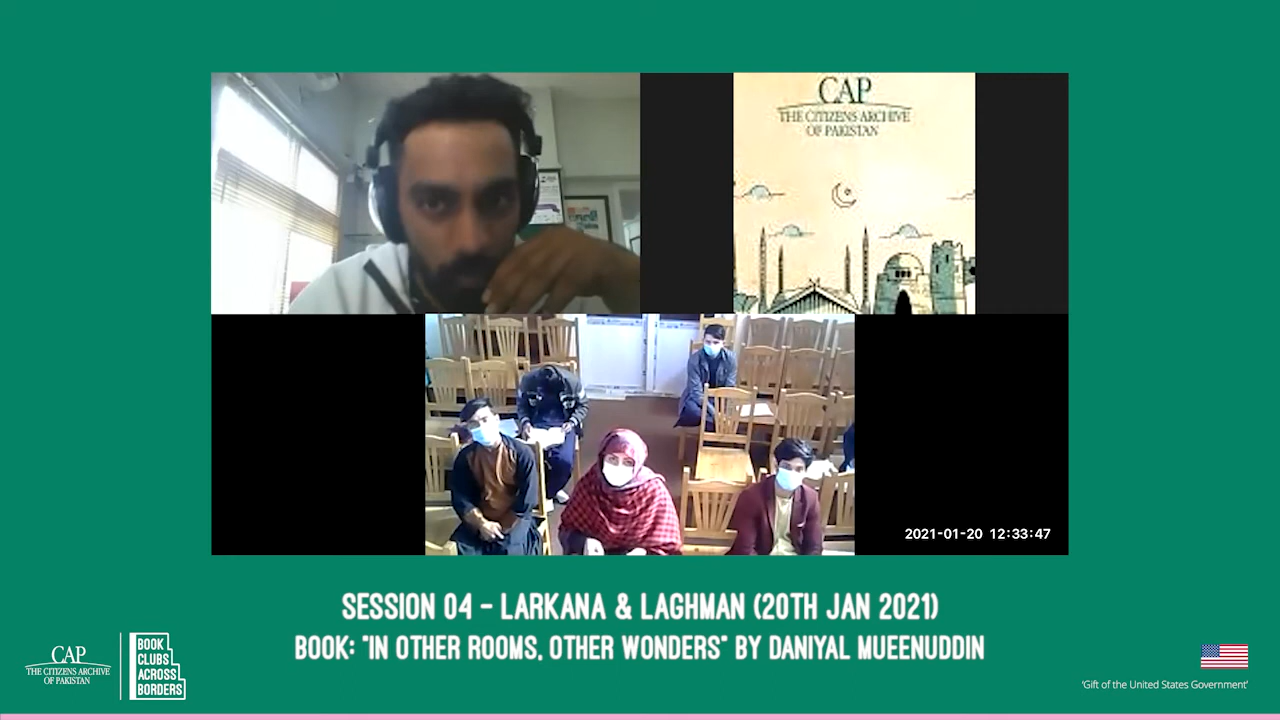 CAP
THE CITIZENS ARCHIVE
OF PAKISTAN
2021-01-20 12:33:47
SESSION 04 - LARKANA & LAGHMAN (20TH JAN 2021)
BOOK: "IN OTHER ROOMS, OTHER WONDERS" BY DANIYAL MUEENUDDIN
CAP
THE CITIZENS ARCHIVE
OF PAKISTAN
BOOK
CLUBS
ACROSS
BORDERS
'Gift of the United States Government'